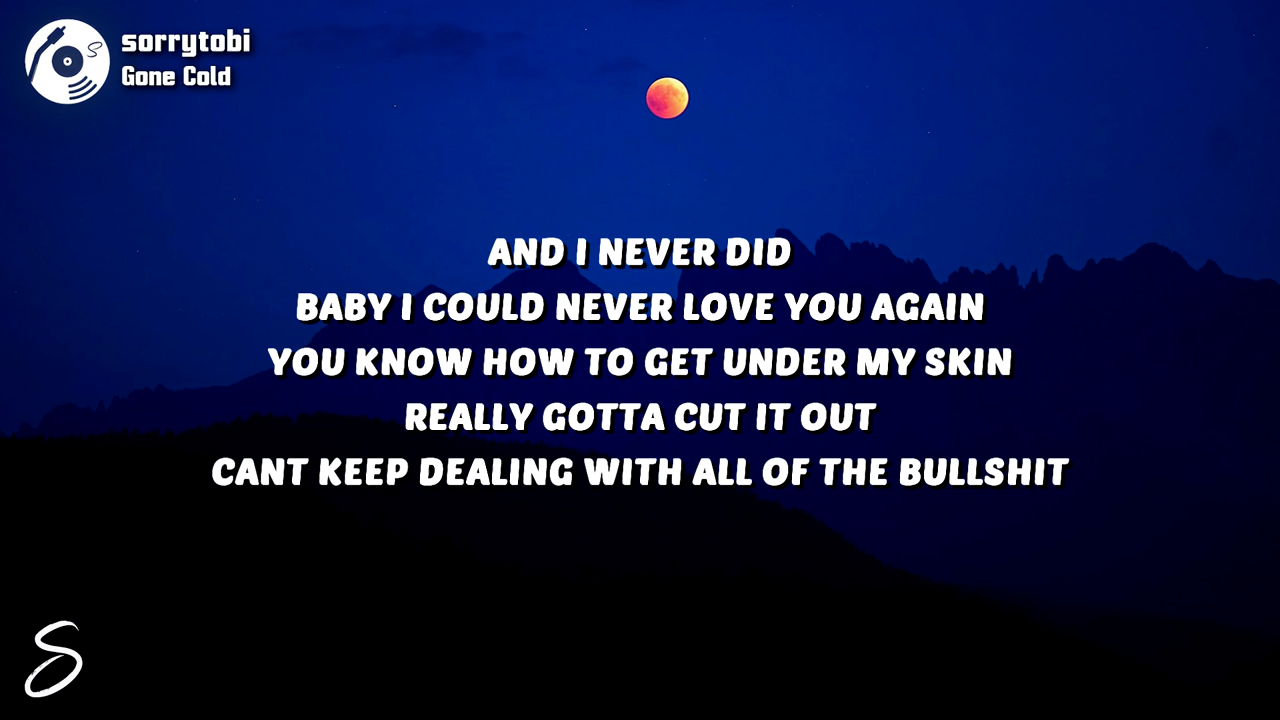 sorrytobi
Gone Cold
AND I NEVER DID
BABY I COULD NEVER LOVE YOU AGAIN
YOU KNOW HOW TO GET UNDER MY SKIN
REALLY GOTTA CUT IT OUT
CANT KEEP DEALING WITH ALL OF THE BULLSHIT
S